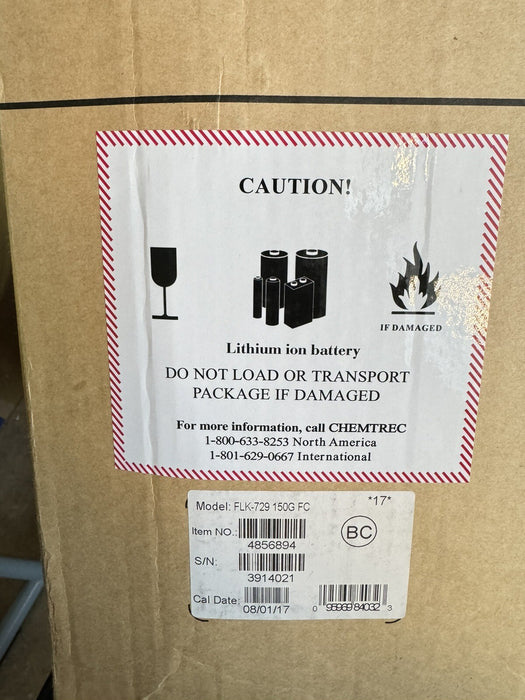 CAUTION!
IF DAMAGED
Lithium ion battery
DO NOT LOAD OR TRANSPORT
PACKAGE IF DAMAGED
For more information, call CHEMTREC
1-800-633-8253 North America
1-801-629-0667 International
Model: FLK-729 150G FC
*17*
Item NO.:
4856894
BC
S/N:
3914021
Cal Date:
08/01/17
0 95969 84032 3